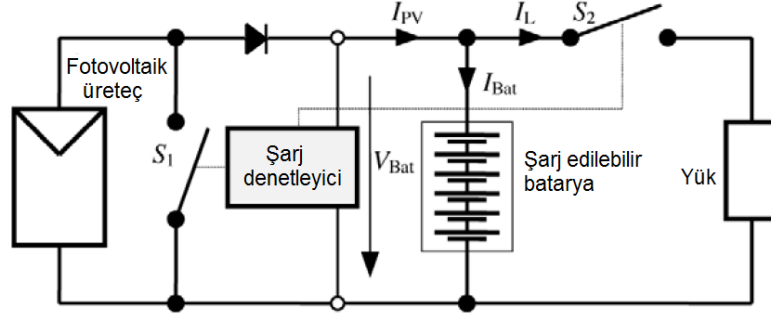 I_PV
I_L
S_2
Fotovoltaik
üreteç
I_Bat
S_1
Şarj
denetleyici
V_Bat
Şarj edilebilir
batarya
Yük